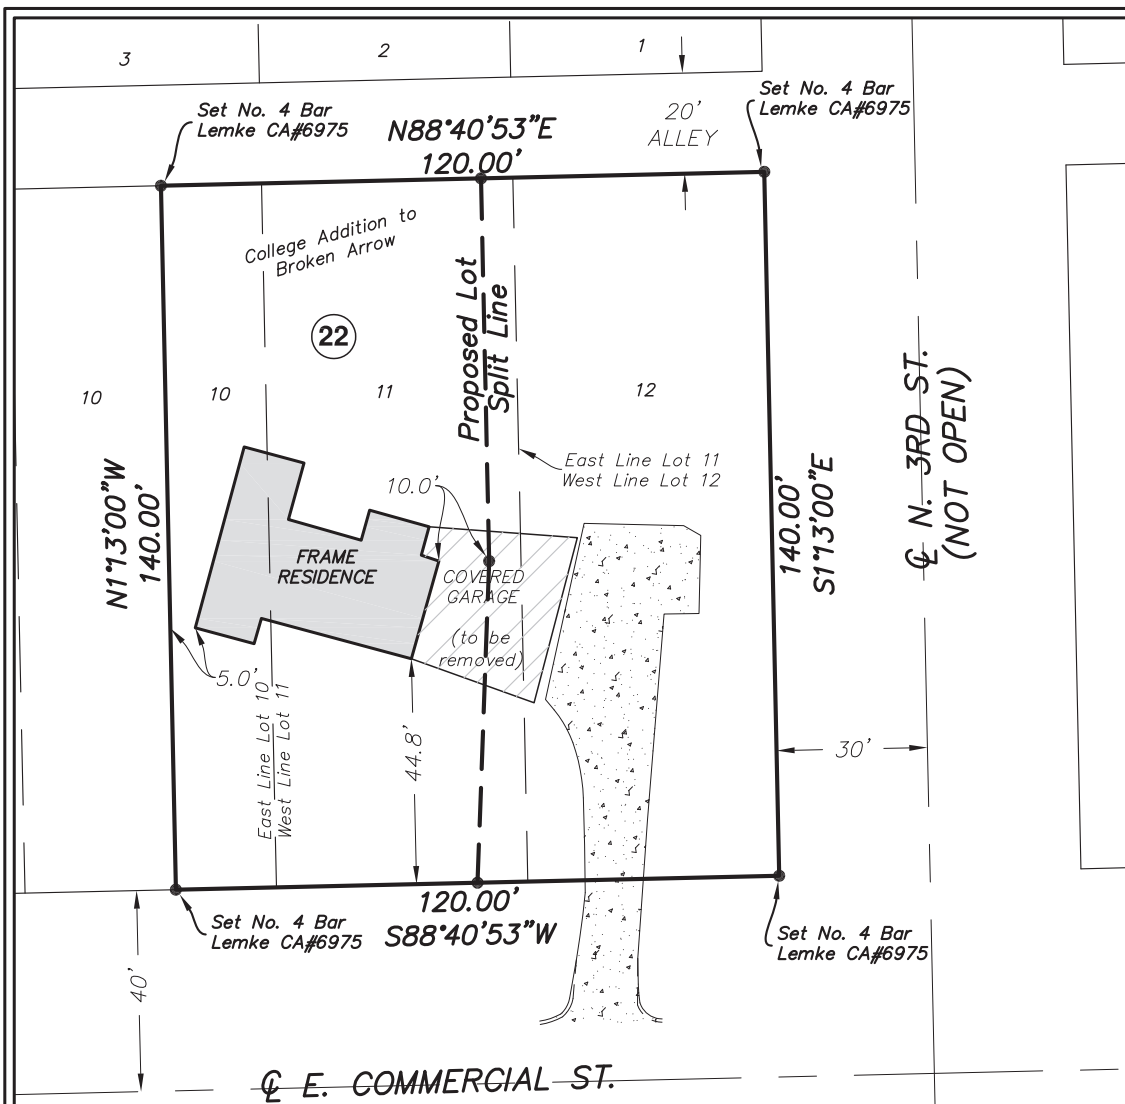 3
2
1
Set No. 4 Bar
Lemke CA#6975
N88°40'53"E
120.00'
20'
ALLEY
Set No. 4 Bar
Lemke CA#6975
College Addition to
Broken Arrow
22
Proposed Lot
Split Line
10
10
11
12
East Line Lot 11
West Line Lot 12
N1°13'00"W
140.00'
10.0'
FRAME
RESIDENCE
COVERED
GARAGE
(to be
removed)
140.00'
S1°13'00"E
℄ N. 3RD ST.
(NOT OPEN)
5.0'
East Line Lot 10
West Line Lot 11
44.8'
30'
120.00'
S88°40'53"W
Set No. 4 Bar
Lemke CA#6975
Set No. 4 Bar
Lemke CA#6975
40'
℄ E. COMMERCIAL ST.